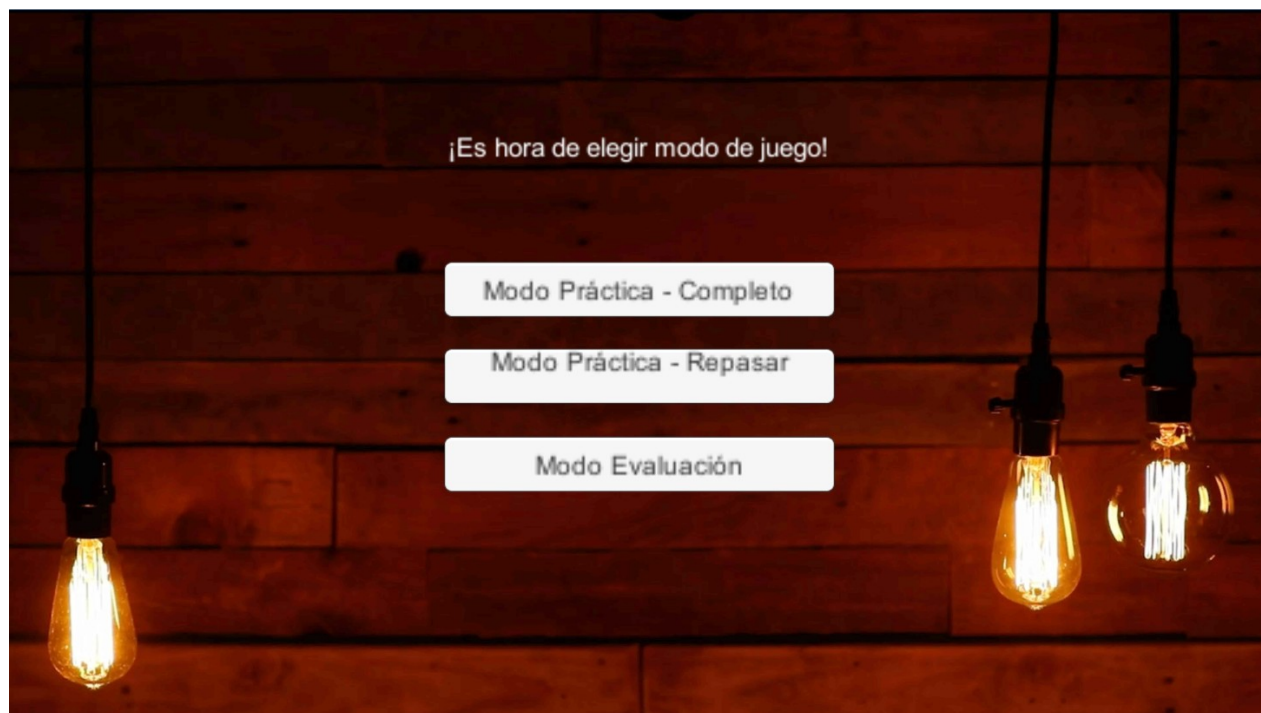 ¡Es hora de elegir modo de juego!
Modo Práctica - Completo
Modo Práctica - Repasar
Modo Evaluación